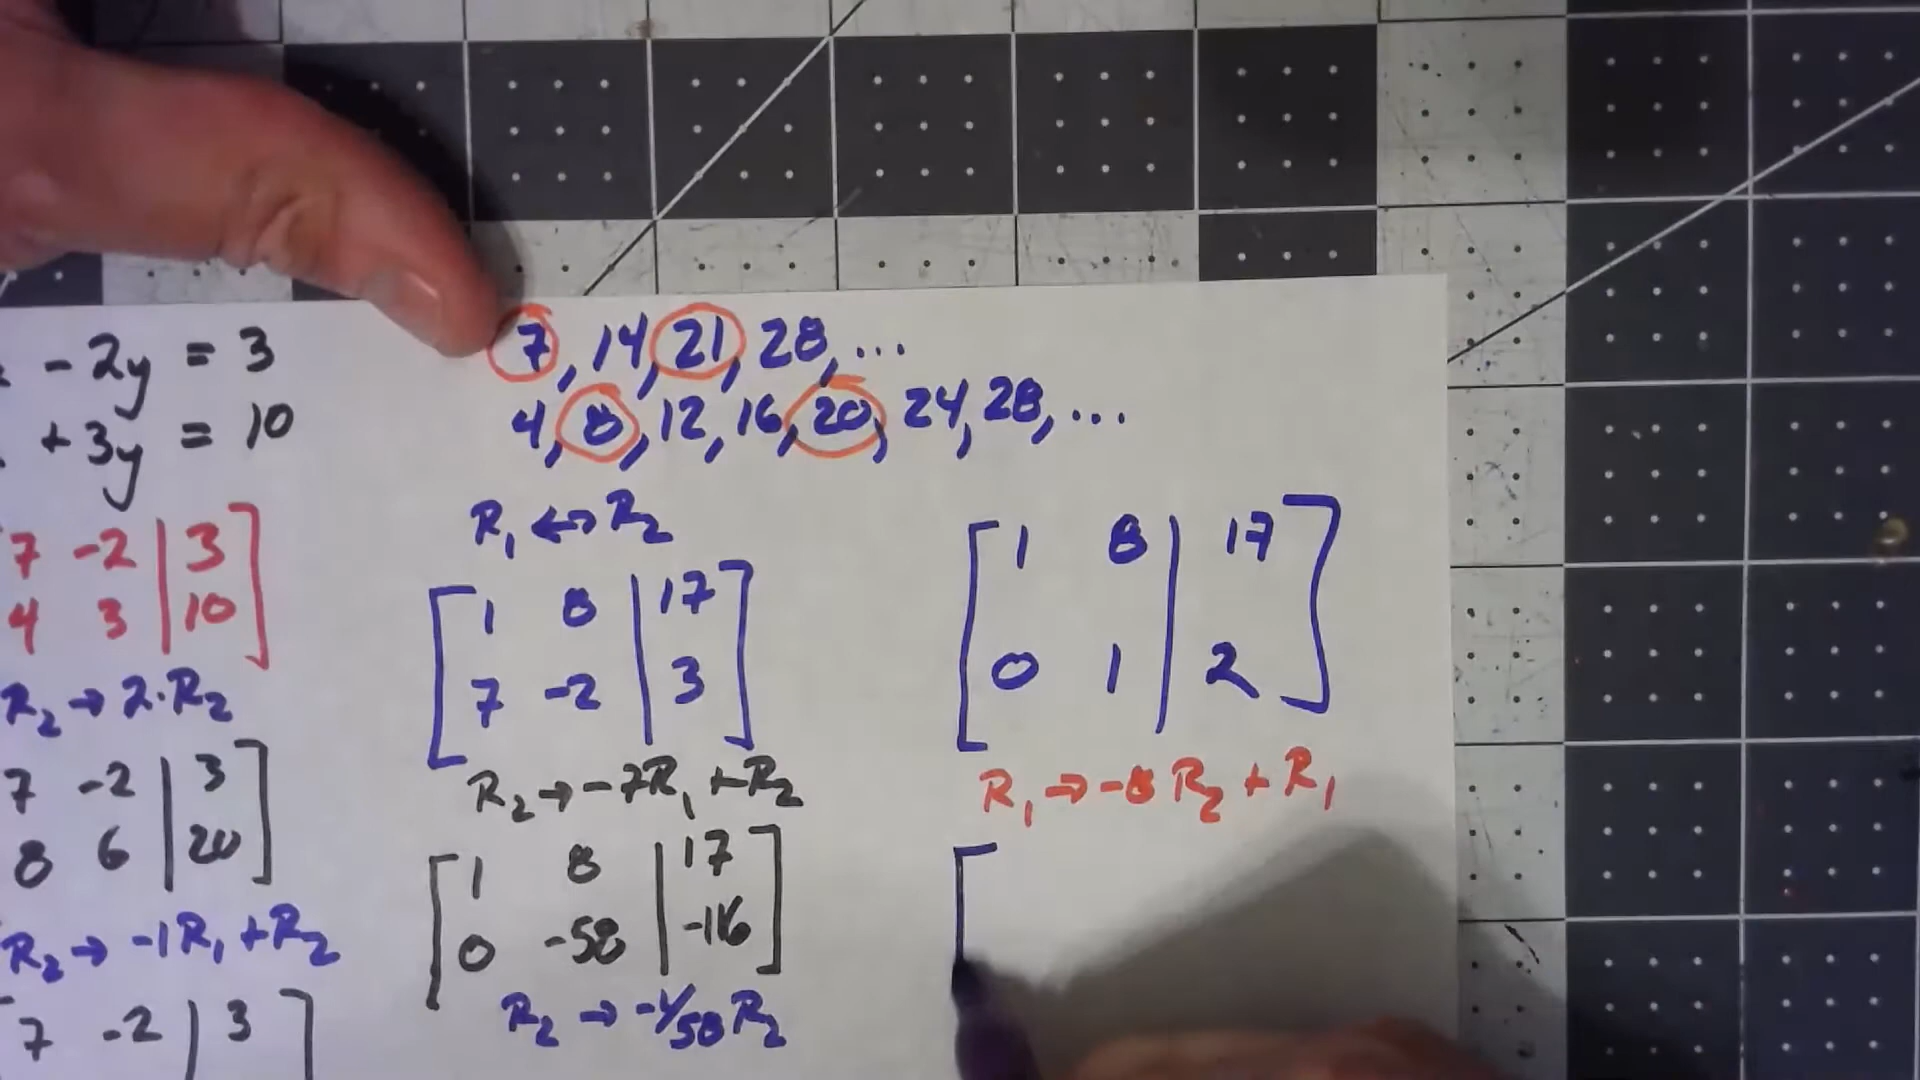 - 2y = 3
+ 3y = 10
7 -2 | 3
4 3 | 10
R2 → 2·R2
7 -2 | 3
8 6 | 20
R2 → -1R1 + R2
7 -2 | 3
7, 14, 21, 28, ...
4, 8, 12, 16, 20, 24, 28, ...
R1 ↔ R2
1 8 | 17
7 -2 | 3
R2 → -7R1 + R2
1 8 | 17
0 -58 | -116
R2 → -1/58 R2
1 8 | 17
0 1 | 2
R1 → -8 R2 + R1